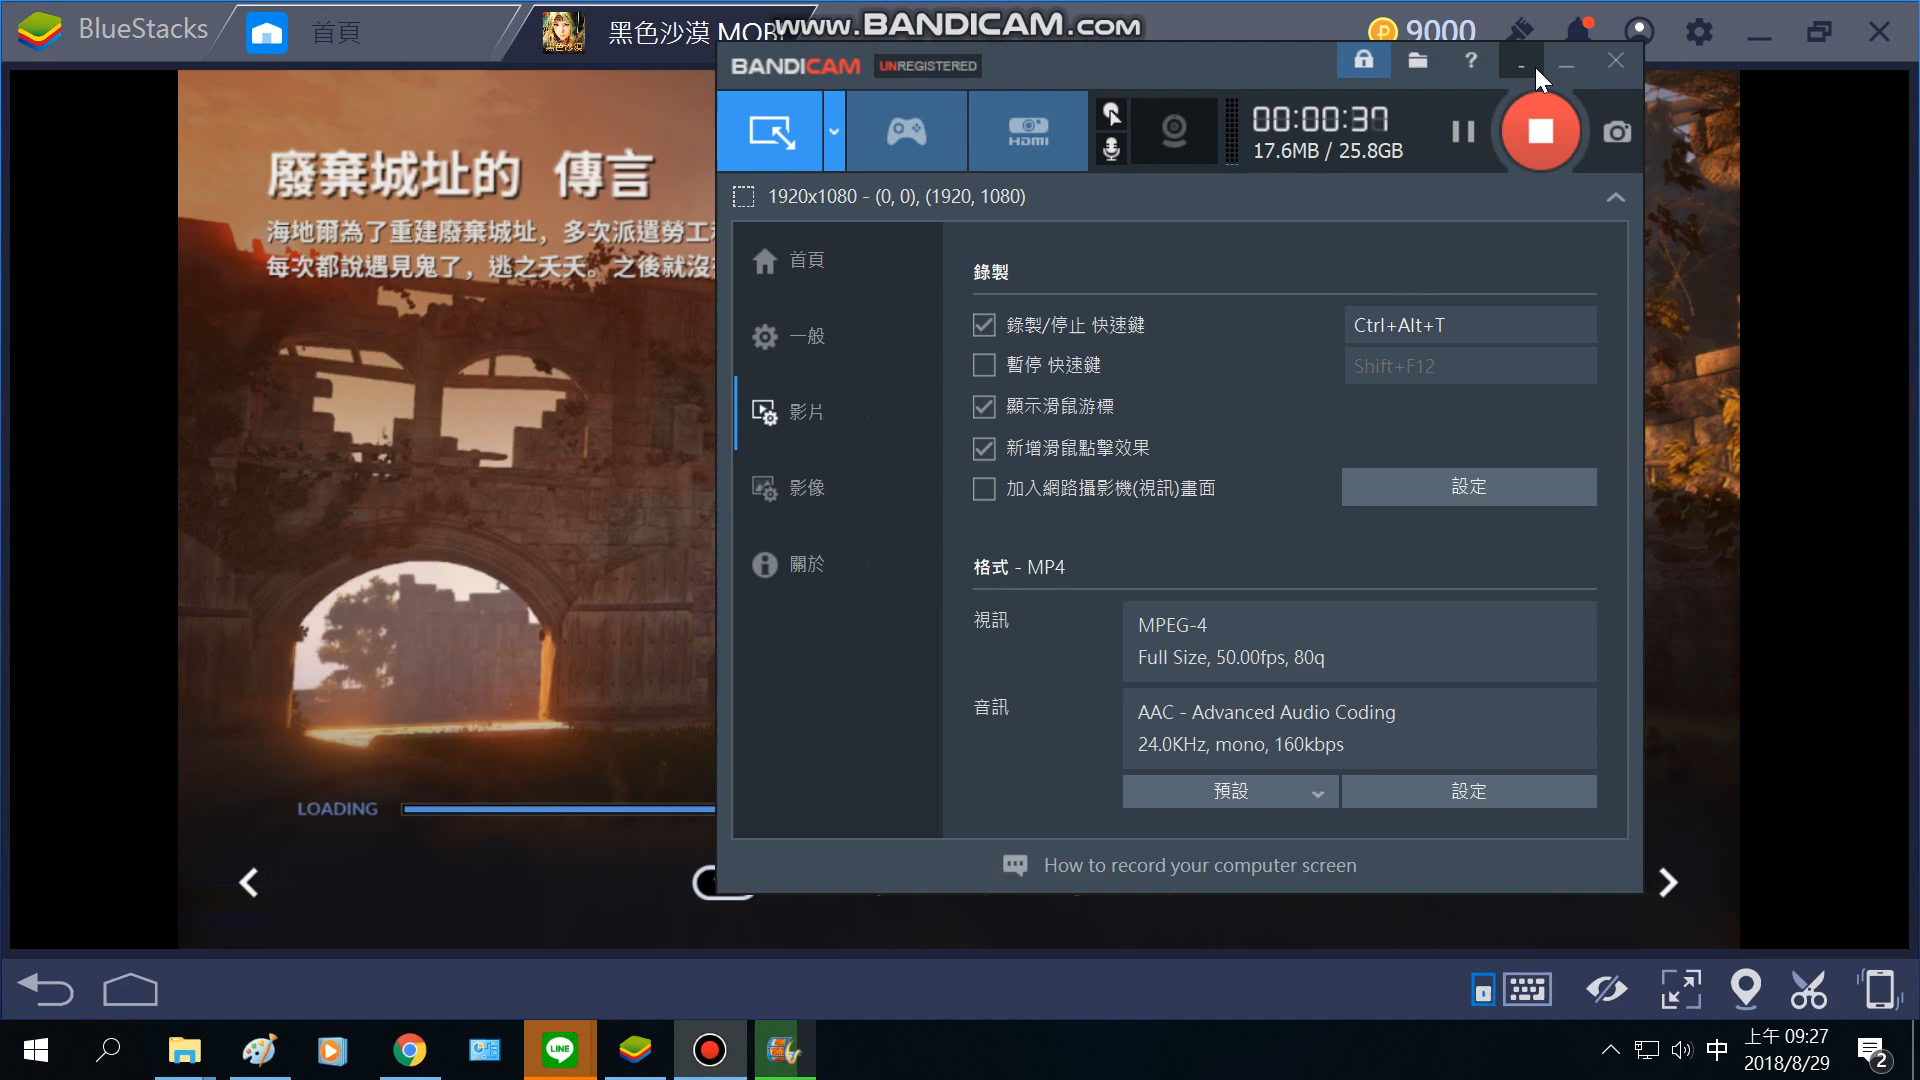 BlueStacks
首頁
黑色沙漠 MOBI
www.BANDICAM.com
9000
BANDICAM
UNREGISTERED
?
HDMI
00:00:37
17.6MB / 25.8GB
1920x1080 - (0, 0), (1920, 1080)
廢棄城址的 傳言
海地爾為了重建廢棄城址，多次派遣勞工
每次都說遇見鬼了，逃之夭夭。之後就沒
LOADING
首頁
一般
影片
影像
關於
錄製
錄製/停止 快速鍵
Ctrl+Alt+T
暫停 快速鍵
Shift+F12
顯示滑鼠游標
新增滑鼠點擊效果
加入網路攝影機(視訊)畫面
設定
格式 - MP4
視訊
MPEG-4
Full Size, 50.00fps, 80q
音訊
AAC - Advanced Audio Coding
24.0KHz, mono, 160kbps
預設
設定
How to record your computer screen
LINE
中
上午 09:27
2018/8/29
2